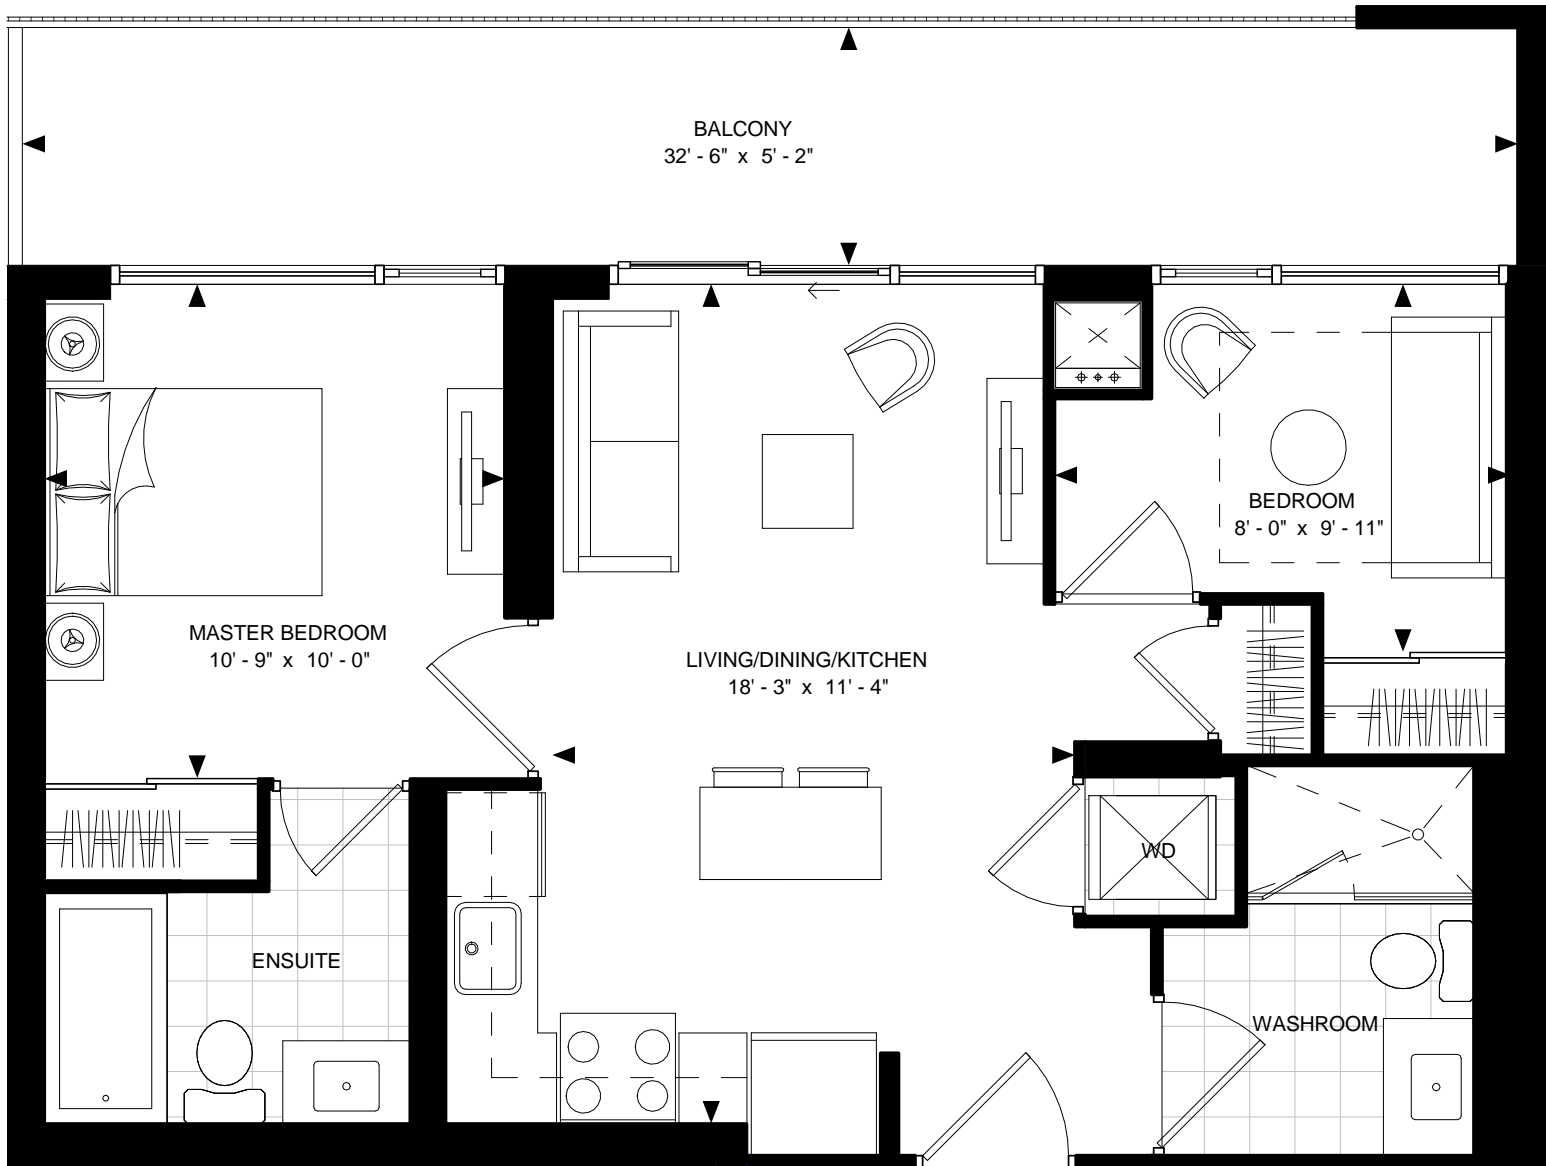 BALCONY
32' - 6" x 5' - 2"
BEDROOM
8' - 0" x 9' - 11"
MASTER BEDROOM
10' - 9" x 10' - 0"
LIVING/DINING/KITCHEN
18' - 3" x 11' - 4"
WD
ENSUITE
WASHROOM